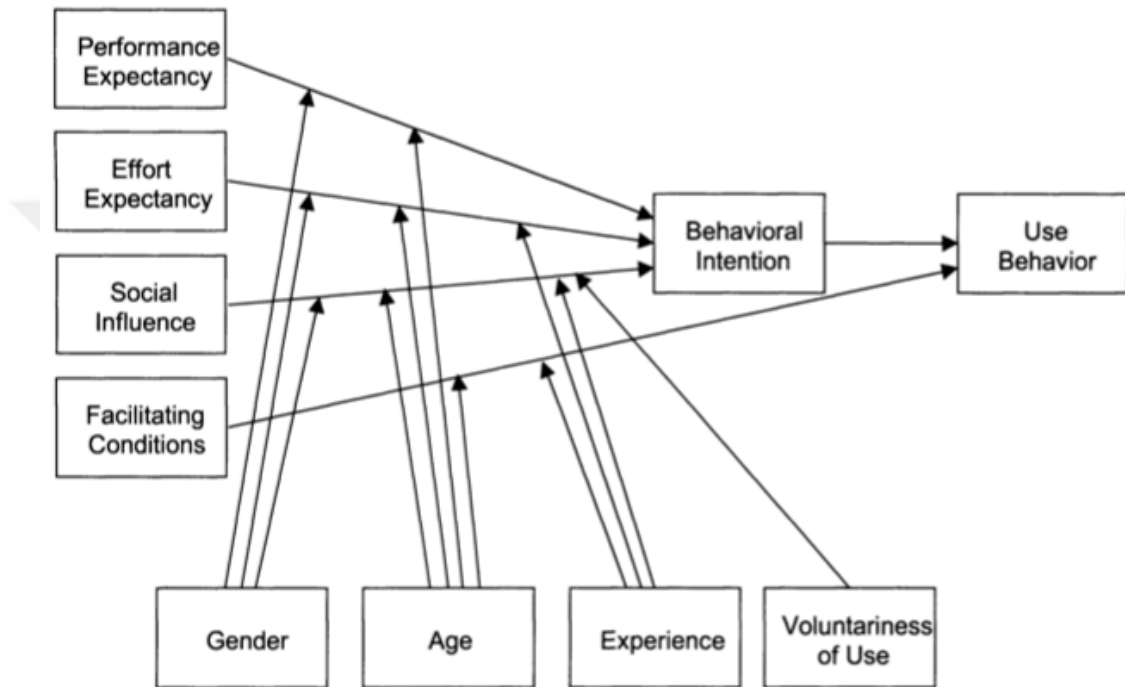 Performance
Expectancy
Effort
Expectancy
Social
Influence
Facilitating
Conditions
Behavioral
Intention
Use
Behavior
Gender
Age
Experience
Voluntariness
of Use